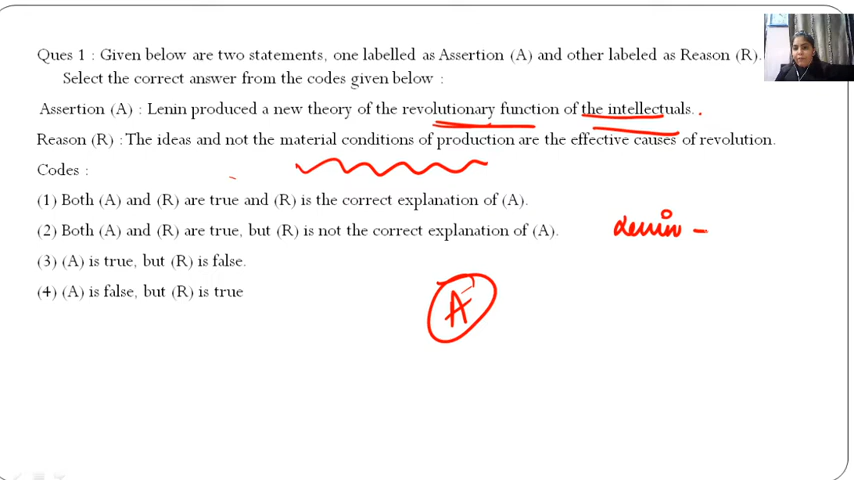 Ques 1 : Given below are two statements, one labelled as Assertion (A) and other labeled as Reason (R).
Select the correct answer from the codes given below :
Assertion (A) : Lenin produced a new theory of the revolutionary function of the intellectuals.
Reason (R) : The ideas and not the material conditions of production are the effective causes of revolution.
Codes :
(1) Both (A) and (R) are true and (R) is the correct explanation of (A).
(2) Both (A) and (R) are true, but (R) is not the correct explanation of (A).
Lenin -
(3) (A) is true, but (R) is false.
(4) (A) is false, but (R) is true
A